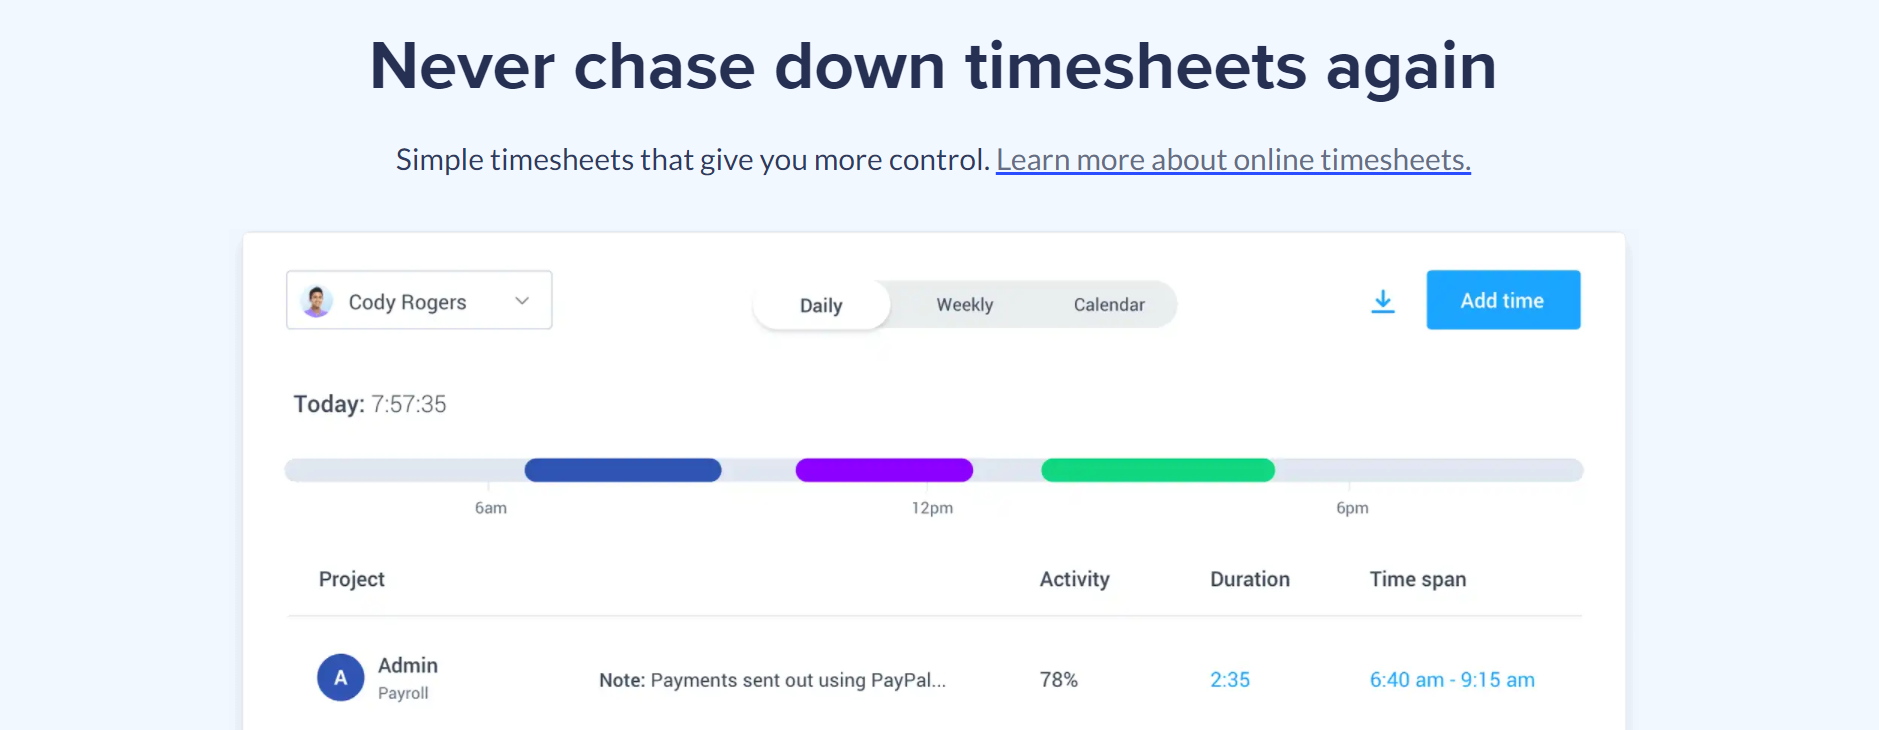 Never chase down timesheets again
Simple timesheets that give you more control. Learn more about online timesheets.
Cody Rogers
Daily Weekly Calendar
Add time
Today: 7:57:35
6am 12pm 6pm
Project Activity Duration Time span
A
Admin
Payroll
Note: Payments sent out using PayPal... 78% 2:35 6:40 am - 9:15 am